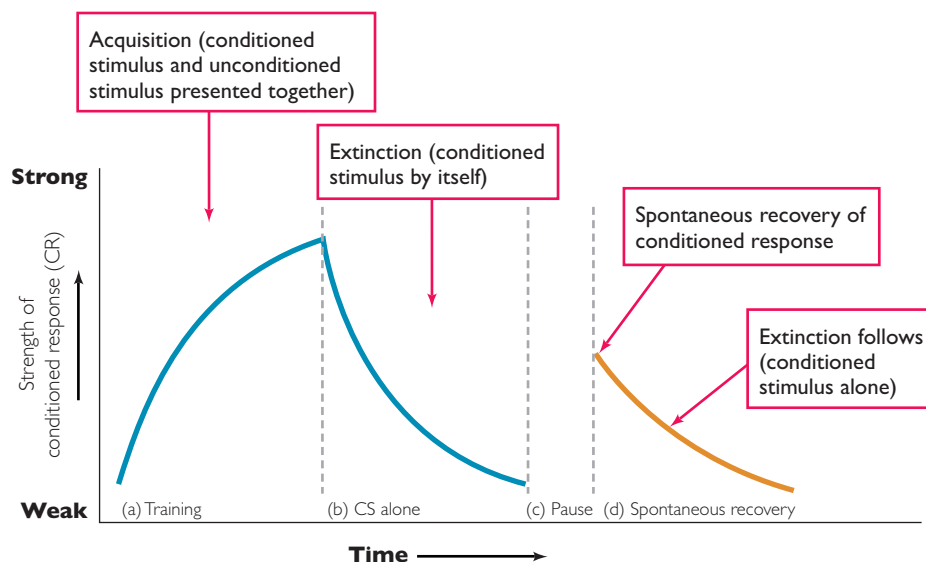 Acquisition (conditioned
stimulus and unconditioned
stimulus presented together)
Extinction (conditioned
stimulus by itself)
Strong
Spontaneous recovery of
conditioned response
Strength of
conditioned response (CR)
Extinction follows
(conditioned
stimulus alone)
Weak
(a) Training
(b) CS alone
(c) Pause
(d) Spontaneous recovery
Time